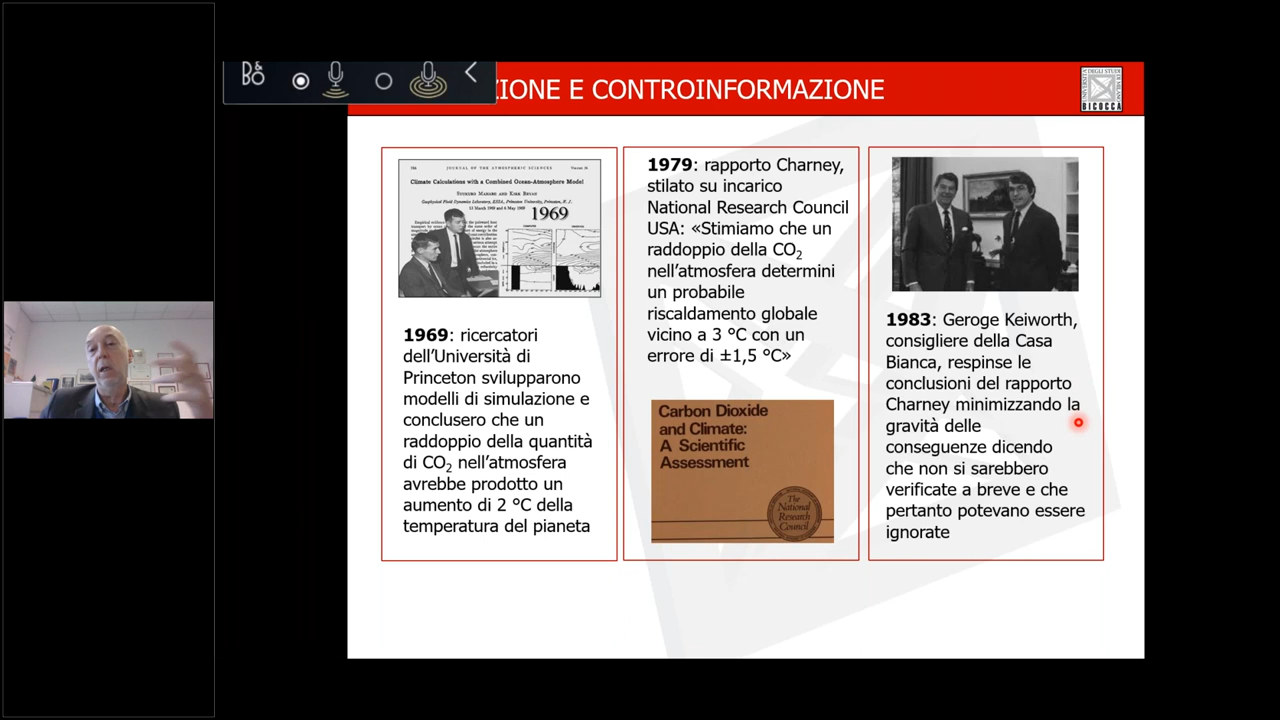 ZIONE E CONTROINFORMAZIONE
BICOCCA
JOURNAL OF THE ATMOSPHERIC SCIENCES
Climate Calculations with a Combined Ocean-Atmosphere Model
SYUKURO MANABE AND KIRK BRYAN
Geophysical Fluid Dynamics Laboratory, ESSA, Princeton University, Princeton, N. J.
1969
1969: ricercatori
dell'Università di
Princeton svilupparono
modelli di simulazione e
conclusero che un
raddoppio della quantità
di CO2 nell'atmosfera
avrebbe prodotto un
aumento di 2 °C della
temperatura del pianeta
1979: rapporto Charney,
stilato su incarico
National Research Council
USA: «Stimiamo che un
raddoppio della CO2
nell'atmosfera determini
un probabile
riscaldamento globale
vicino a 3 °C con un
errore di ±1,5 °C»
Carbon Dioxide
and Climate:
A Scientific
Assessment
The
National
Research
Council
1983: Geroge Keiworth,
consigliere della Casa
Bianca, respinse le
conclusioni del rapporto
Charney minimizzando la
gravità delle
conseguenze dicendo
che non si sarebbero
verificate a breve e che
pertanto potevano essere
ignorate